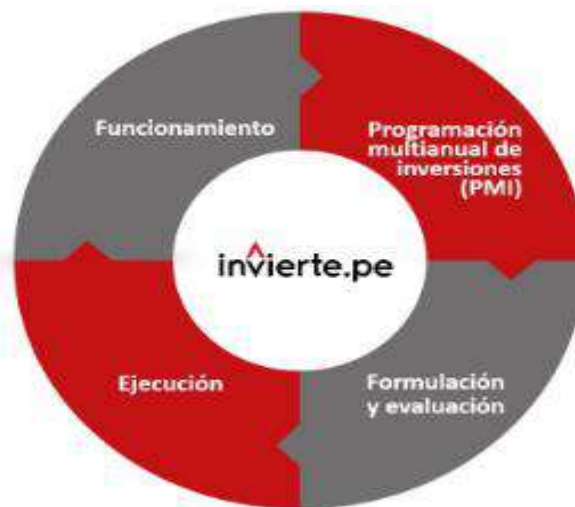 Funcionamiento
Programación
multianual de
inversiones
(PMI)
invierte.pe
Ejecución
Formulación
y evaluación